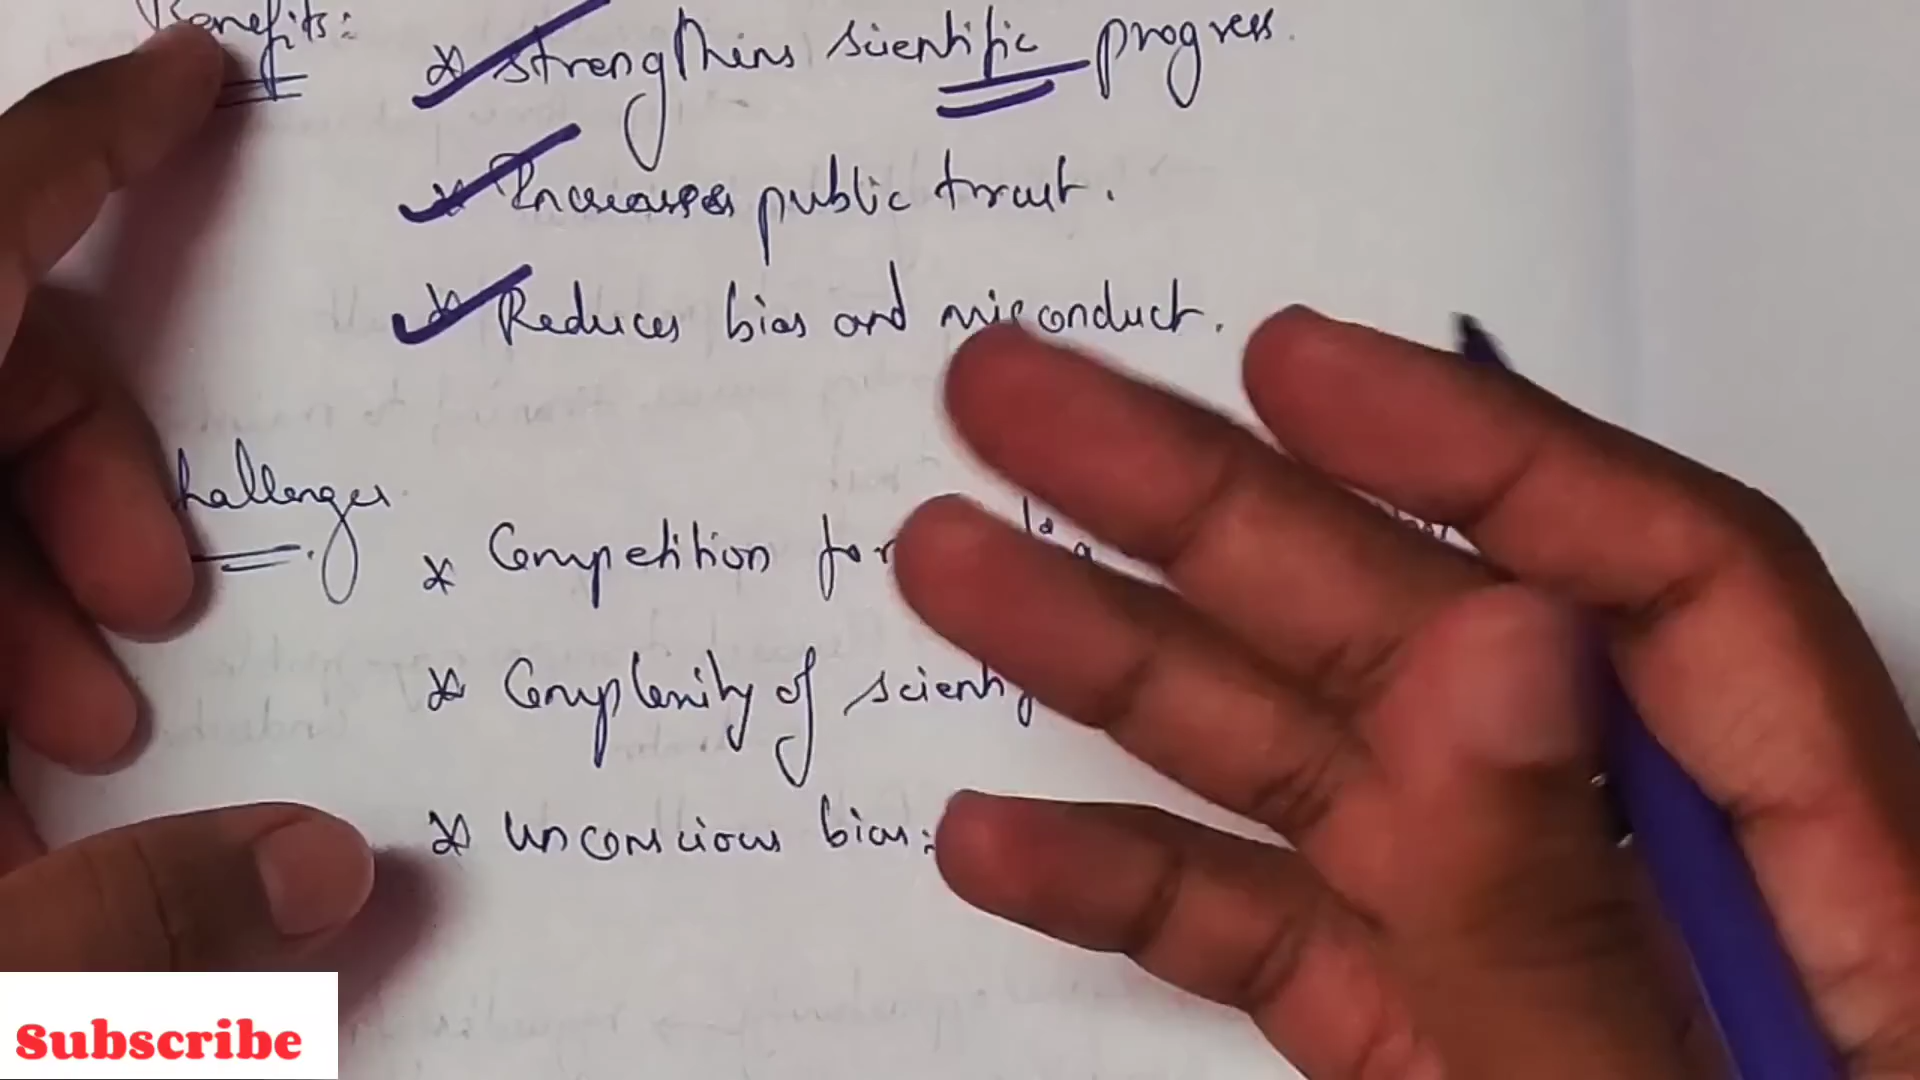 Benefits:
* Strengthens scientific progress.
* Increases public trust.
* Reduces bias and misconduct.
Challenges
* Competition for
* Complexity of
* Unconscious bias:
Subscribe